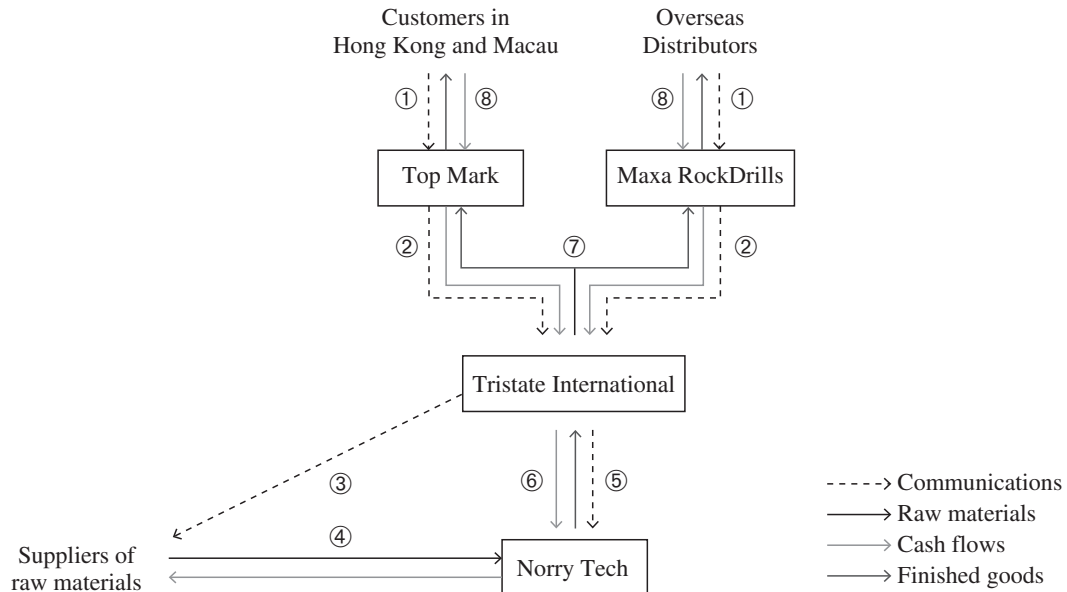 Customers in
Hong Kong and Macau
Overseas
Distributors
① ⑧ ⑧ ①
Top Mark
Maxa RockDrills
② ⑦ ②
Tristate International
③ ⑥ ⑤
Communications
④ Raw materials
Suppliers of
raw materials
Norry Tech
Cash flows
Finished goods